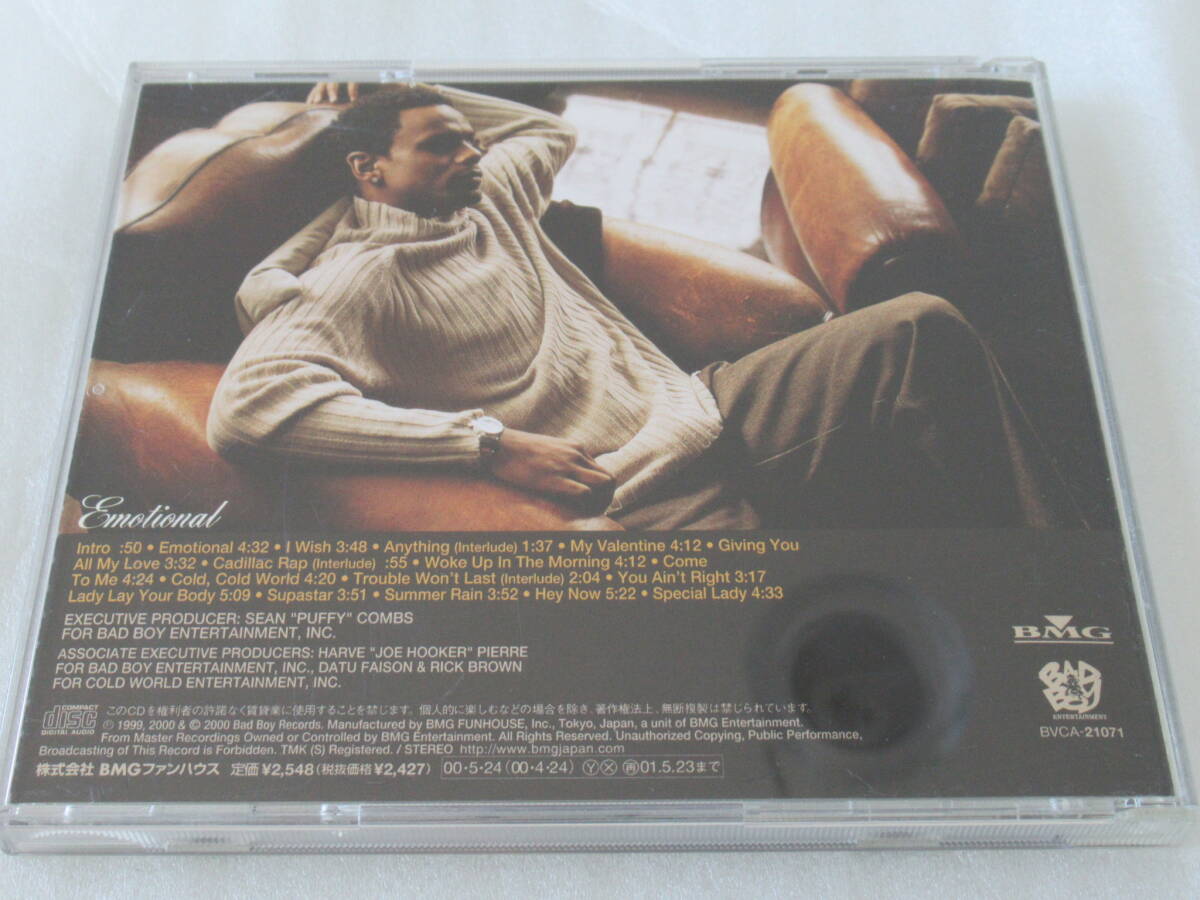 Emotional
Intro :50 • Emotional 4:32 • I Wish 3:48 • Anything (Interlude) 1:37 • My Valentine 4:12 • Giving You
All My Love 3:32 • Cadillac Rap (Interlude) :55 • Woke Up In The Morning 4:12 • Come
To Me 4:24 • Cold, Cold World 4:20 • Trouble Won't Last (Interlude) 2:04 • You Ain't Right 3:17
Lady Lay Your Body 5:09 • Supastar 3:51 • Summer Rain 3:52 • Hey Now 5:22 • Special Lady 4:33
EXECUTIVE PRODUCER: SEAN "PUFFY" COMBS
FOR BAD BOY ENTERTAINMENT, INC.
ASSOCIATE EXECUTIVE PRODUCERS: HARVE "JOE HOOKER" PIERRE
FOR BAD BOY ENTERTAINMENT, INC., DATU FAISON & RICK BROWN
FOR COLD WORLD ENTERTAINMENT, INC.
BMG
BAD BOY
ENTERTAINMENT
BVCA-21071
COMPACT
disc
DIGITAL AUDIO
このCDを権利者の許諾なく賃貸業に使用することを禁じます。個人的に楽しむなどの場合を除き、著作権法上、無断複製は禁じられています。
℗ 1999, 2000 & © 2000 Bad Boy Records. Manufactured by BMG FUNHOUSE, Inc., Tokyo, Japan, a unit of BMG Entertainment.
From Master Recordings Owned or Controlled by BMG Entertainment. All Rights Reserved. Unauthorized Copying, Public Performance,
Broadcasting of This Record is Forbidden. TMK (S) Registered. / STEREO http://www.bmgjapan.com
株式会社 BMGファンハウス 定価¥2,548(税抜価格¥2,427) 00·5·24(00·4·24) Ⓨ Ⓧ 再 01.5.23まで